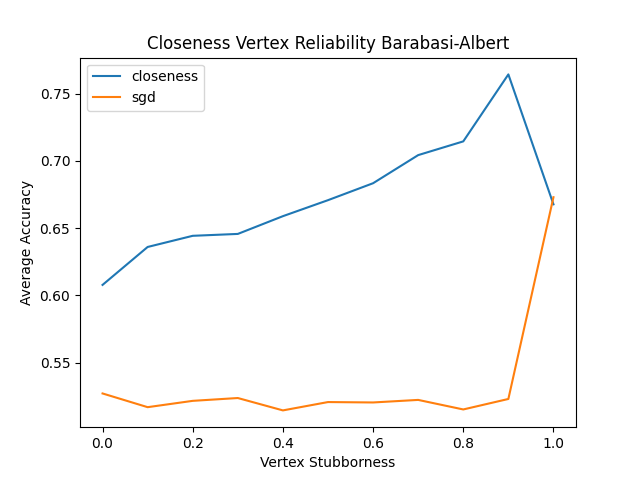 Closeness Vertex Reliability Barabasi-Albert
closeness
sgd
Average Accuracy
0.75
0.70
0.65
0.60
0.55
0.0 0.2 0.4 0.6 0.8 1.0
Vertex Stubborness